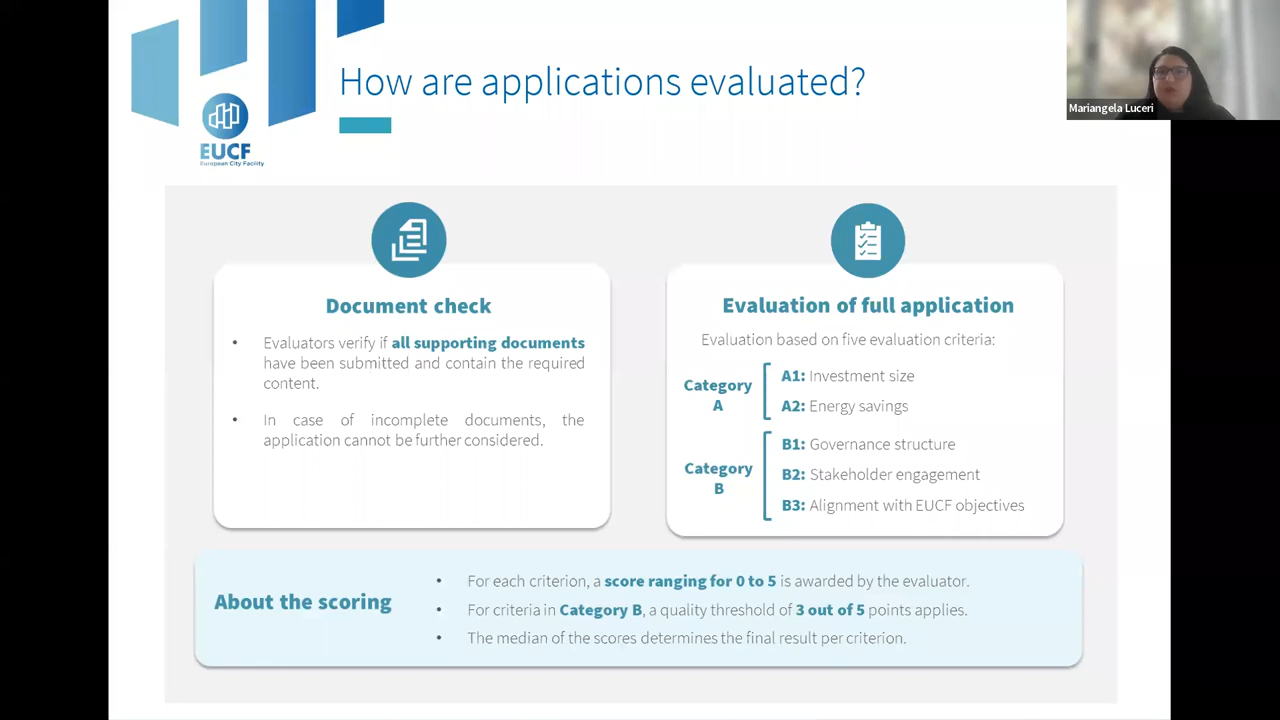 How are applications evaluated?
Mariangela Luceri
EUCF
European City Facility
Document check
• Evaluators verify if all supporting documents
have been submitted and contain the required
content.
• In case of incomplete documents, the
application cannot be further considered.
Evaluation of full application
Evaluation based on five evaluation criteria:
Category
A
A1: Investment size
A2: Energy savings
Category
B
B1: Governance structure
B2: Stakeholder engagement
B3: Alignment with EUCF objectives
About the scoring
• For each criterion, a score ranging for 0 to 5 is awarded by the evaluator.
• For criteria in Category B, a quality threshold of 3 out of 5 points applies.
• The median of the scores determines the final result per criterion.